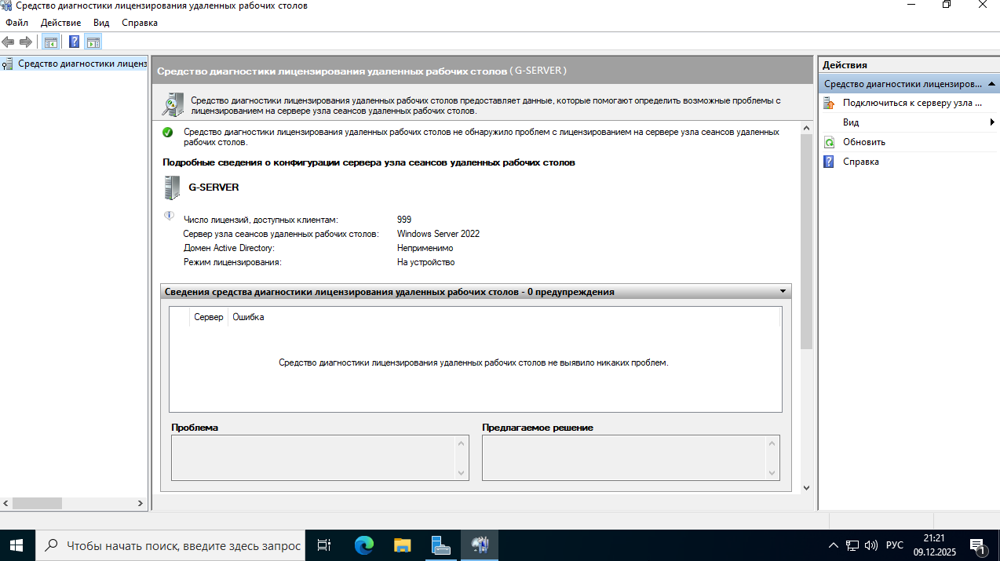 Средство диагностики лицензирования удаленных рабочих столов
Файл Действие Вид Справка
Средство диагностики лиценз
Средство диагностики лицензирования удаленных рабочих столов ( G-SERVER )
Средство диагностики лицензирования удаленных рабочих столов предоставляет данные, которые помогают определить возможные проблемы с
лицензированием на сервере узла сеансов удаленных рабочих столов.
Средство диагностики лицензирования удаленных рабочих столов не обнаружило проблем с лицензированием на сервере узла сеансов удаленных
рабочих столов.
Подробные сведения о конфигурации сервера узла сеансов удаленных рабочих столов
G-SERVER
Число лицензий, доступных клиентам: 999
Сервер узла сеансов удаленных рабочих столов: Windows Server 2022
Домен Active Directory: Неприменимо
Режим лицензирования: На устройство
Сведения средства диагностики лицензирования удаленных рабочих столов - 0 предупреждения
Сервер Ошибка
Средство диагностики лицензирования удаленных рабочих столов не выявило никаких проблем.
Проблема Предлагаемое решение
Действия
Средство диагностики лицензиров...
Подключиться к серверу узла ...
Вид
Обновить
Справка
Чтобы начать поиск, введите здесь запрос
РУС
21:21
09.12.2025
1